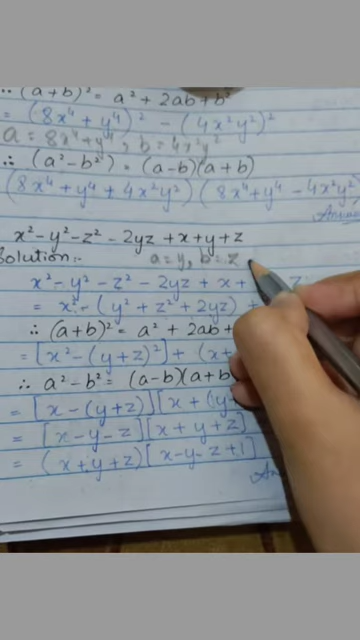 ∴ (a+b)² = a² + 2ab + b²
= (8x⁴ + y⁴)² - (4x²y²)²
a = 8x⁴ + y⁴, b = 4x²y²
∴ (a² - b²) = (a-b)(a+b)
(8x⁴ + y⁴ + 4x²y²) (8x⁴ + y⁴ - 4x²y²)
x² - y² - z² - 2yz + x + y + z
Solution:- a = y, b = z
x² - y² - z² - 2yz + x + z
= x² - (y² + z² + 2yz) +
∴ (a+b)² = a² + 2ab +
= [x² - (y+z)²] + (x+
∴ a² - b² = (a-b)(a+b
= [x - (y+z)][x + (y+
= [x-y-z][x+y+z]
= (x+y+z)[x-y-z+1]